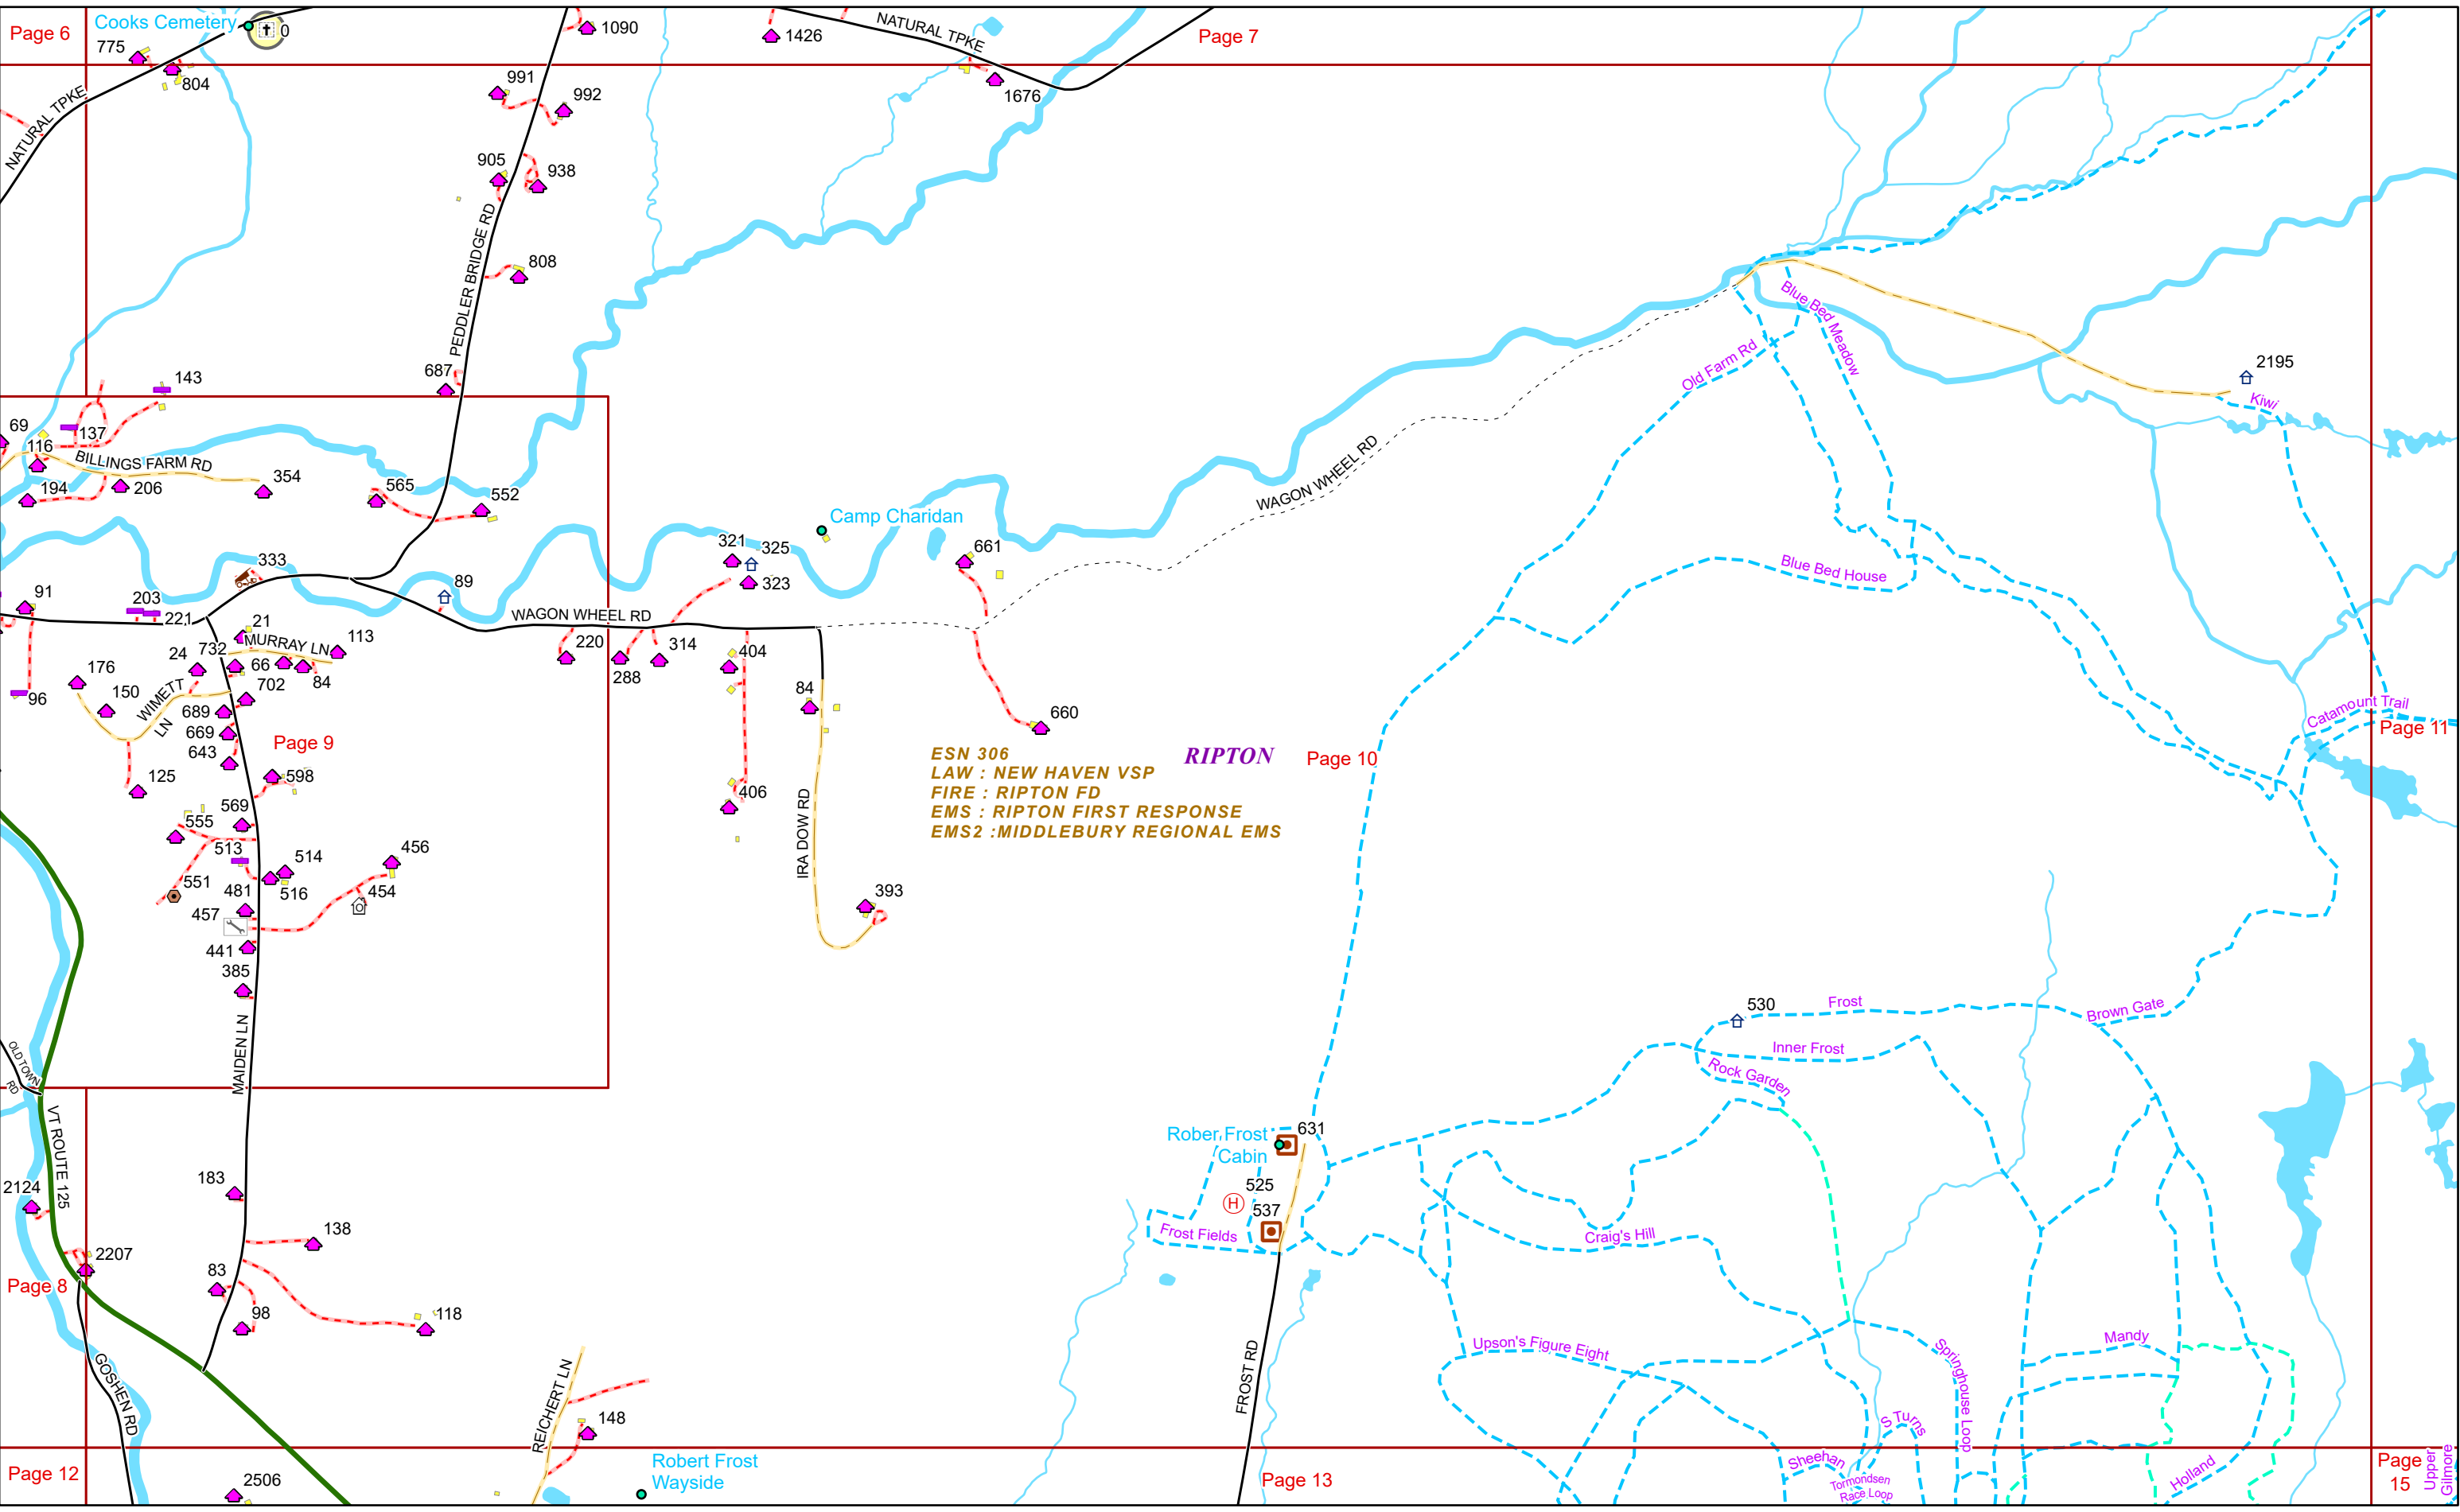 Page 6
Cooks Cemetery
0
775
804
NATURAL TPKE
1090
1426
NATURAL TPKE
1676
Page 7
991
992
905
938
PEDDLER BRIDGE RD
808
687
143
69
137
116
BILLINGS FARM RD
194
206
354
565
552
Blue Bed Meadow
Old Farm Rd
2195
Kiwi
WAGON WHEEL RD
Camp Charidan
333
321
325
323
661
89
Blue Bed House
91
203
221
21
MURRAY LN
113
WAGON WHEEL RD
220
288
314
404
24
732
66
84
176
150
WIMETT
LN
702
689
669
643
96
125
84
660
Catamount Trail
Page 11
Page 9
598
569
555
513
514
516
551
481
457
456
454
441
385
406
IRA DOW RD
393
ESN 306
LAW : NEW HAVEN VSP
FIRE : RIPTON FD
EMS : RIPTON FIRST RESPONSE
EMS2 :MIDDLEBURY REGIONAL EMS
RIPTON
Page 10
530
Frost
Brown Gate
Inner Frost
Rock Garden
MAIDEN LN
OLD TOWN
RD
VT ROUTE 125
Rober Frost
Cabin
631
525
H
537
Frost Fields
Craig's Hill
2124
183
138
2207
Page 8
83
98
118
GOSHEN RD
REICHERT LN
148
FROST RD
Upson's Figure Eight
Springhouse Loop
Mandy
S Turns
Sheehan
Tormondsen
Race Loop
Holland
Page 12
2506
Robert Frost
Wayside
Page 13
Page
15
Upper
Gilmore